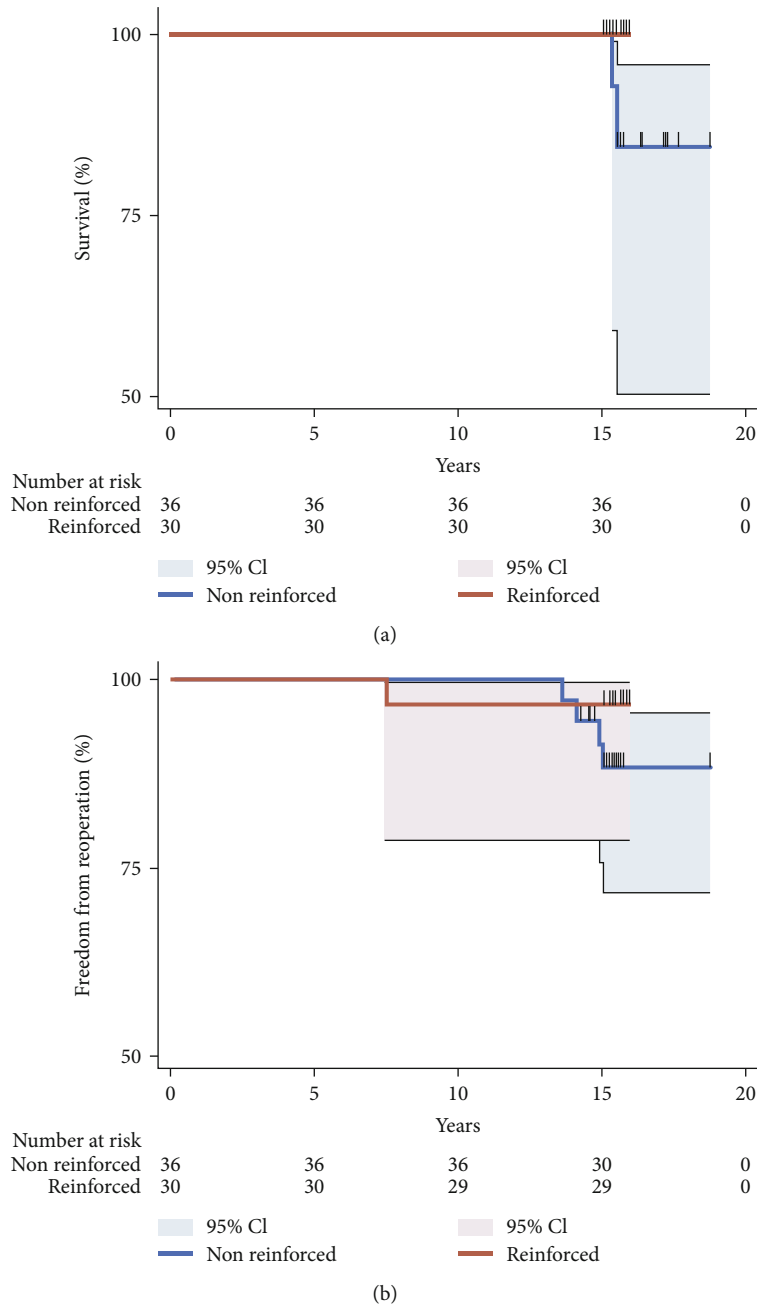 100
75
50
Survival (%)
0 5 10 15 20
Years
Number at risk
Non reinforced 36 36 36 36 0
Reinforced 30 30 30 30 0
95% Cl 95% Cl
Non reinforced Reinforced
(a)
100
75
50
Freedom from reoperation (%)
0 5 10 15 20
Years
Number at risk
Non reinforced 36 36 36 30 0
Reinforced 30 30 29 29 0
95% Cl 95% Cl
Non reinforced Reinforced
(b)